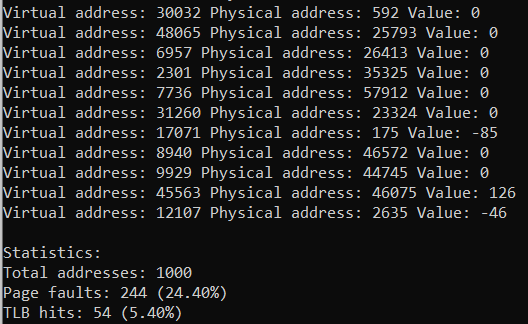 Virtual address: 30032 Physical address: 592 Value: 0
Virtual address: 48065 Physical address: 25793 Value: 0
Virtual address: 6957 Physical address: 26413 Value: 0
Virtual address: 2301 Physical address: 35325 Value: 0
Virtual address: 7736 Physical address: 57912 Value: 0
Virtual address: 31260 Physical address: 23324 Value: 0
Virtual address: 17071 Physical address: 175 Value: -85
Virtual address: 8940 Physical address: 46572 Value: 0
Virtual address: 9929 Physical address: 44745 Value: 0
Virtual address: 45563 Physical address: 46075 Value: 126
Virtual address: 12107 Physical address: 2635 Value: -46
Statistics:
Total addresses: 1000
Page faults: 244 (24.40%)
TLB hits: 54 (5.40%)